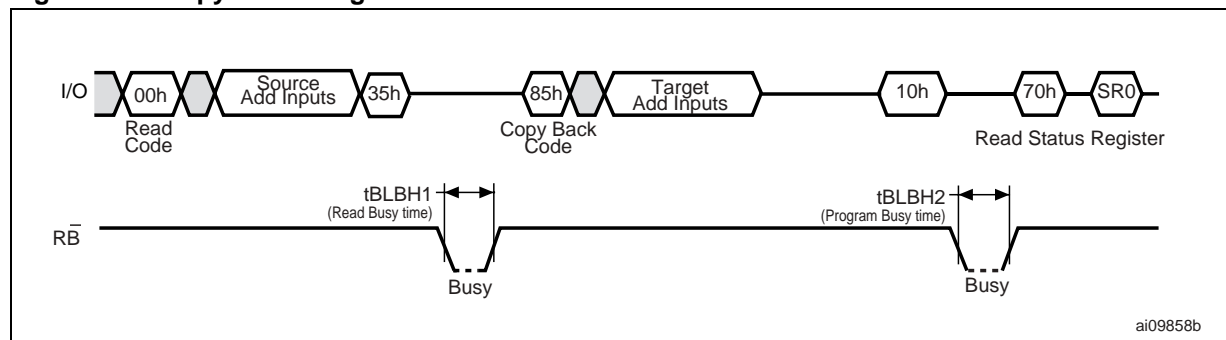 I/O
00h
Source
Add Inputs
35h
85h
Target
Add Inputs
10h
70h
SR0
Read
Code
Copy Back
Code
Read Status Register
tBLBH1
(Read Busy time)
tBLBH2
(Program Busy time)
RB̅
Busy
Busy
ai09858b